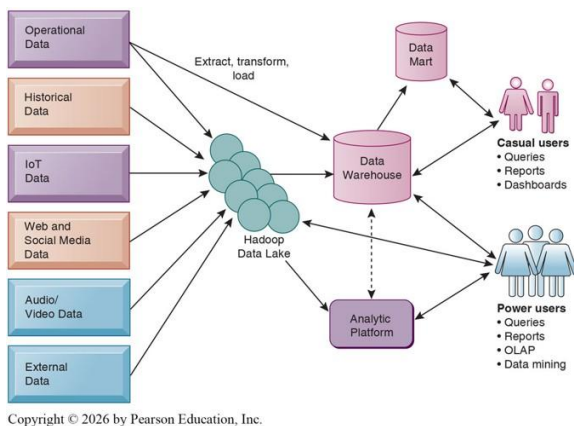 Operational
Data
Historical
Data
IoT
Data
Web and
Social Media
Data
Audio/
Video Data
External
Data
Extract, transform,
load
Hadoop
Data Lake
Data
Mart
Data
Warehouse
Analytic
Platform
Casual users
• Queries
• Reports
• Dashboards
Power users
• Queries
• Reports
• OLAP
• Data mining
Copyright © 2026 by Pearson Education, Inc.